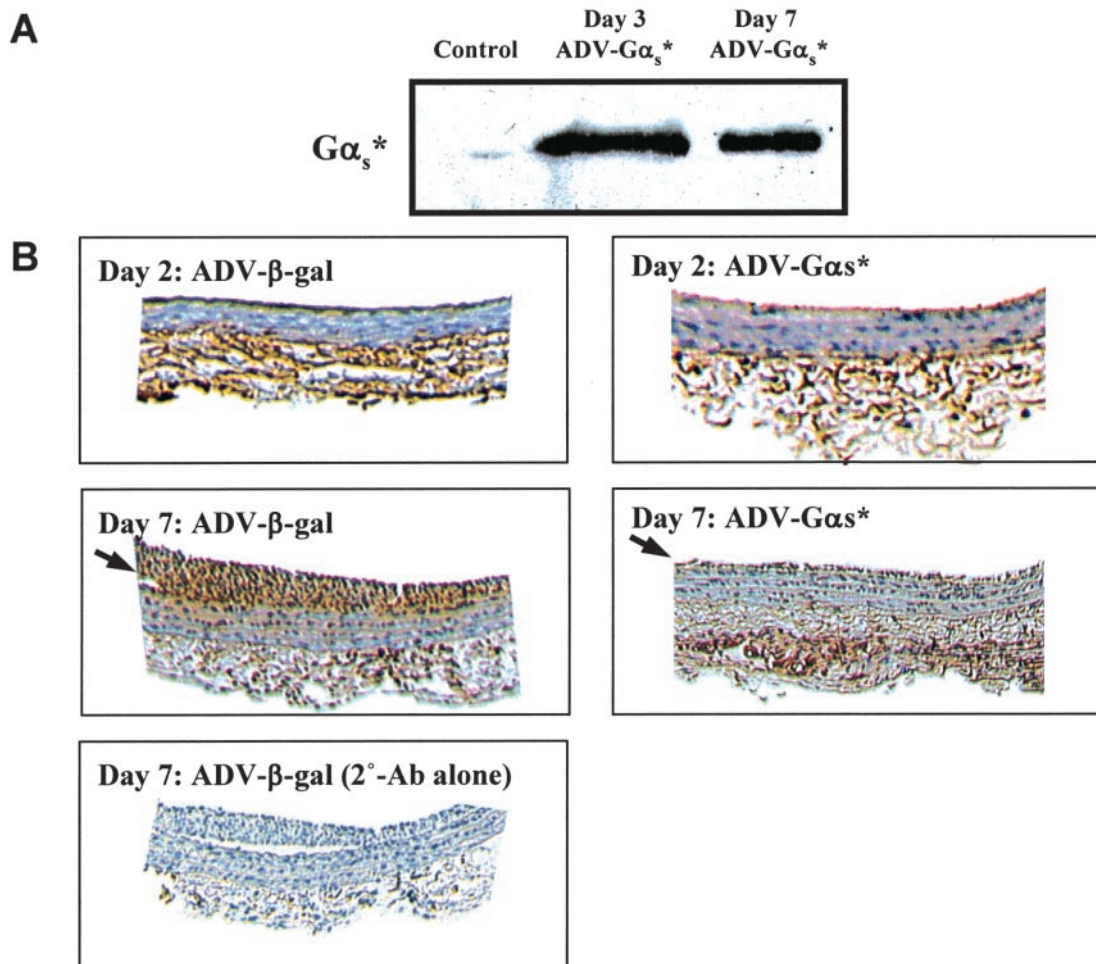 A
Control
Day 3
ADV-Gαs*
Day 7
ADV-Gαs*
Gαs*
B
Day 2: ADV-β-gal
Day 2: ADV-Gαs*
Day 7: ADV-β-gal
Day 7: ADV-Gαs*
Day 7: ADV-β-gal (2˚-Ab alone)